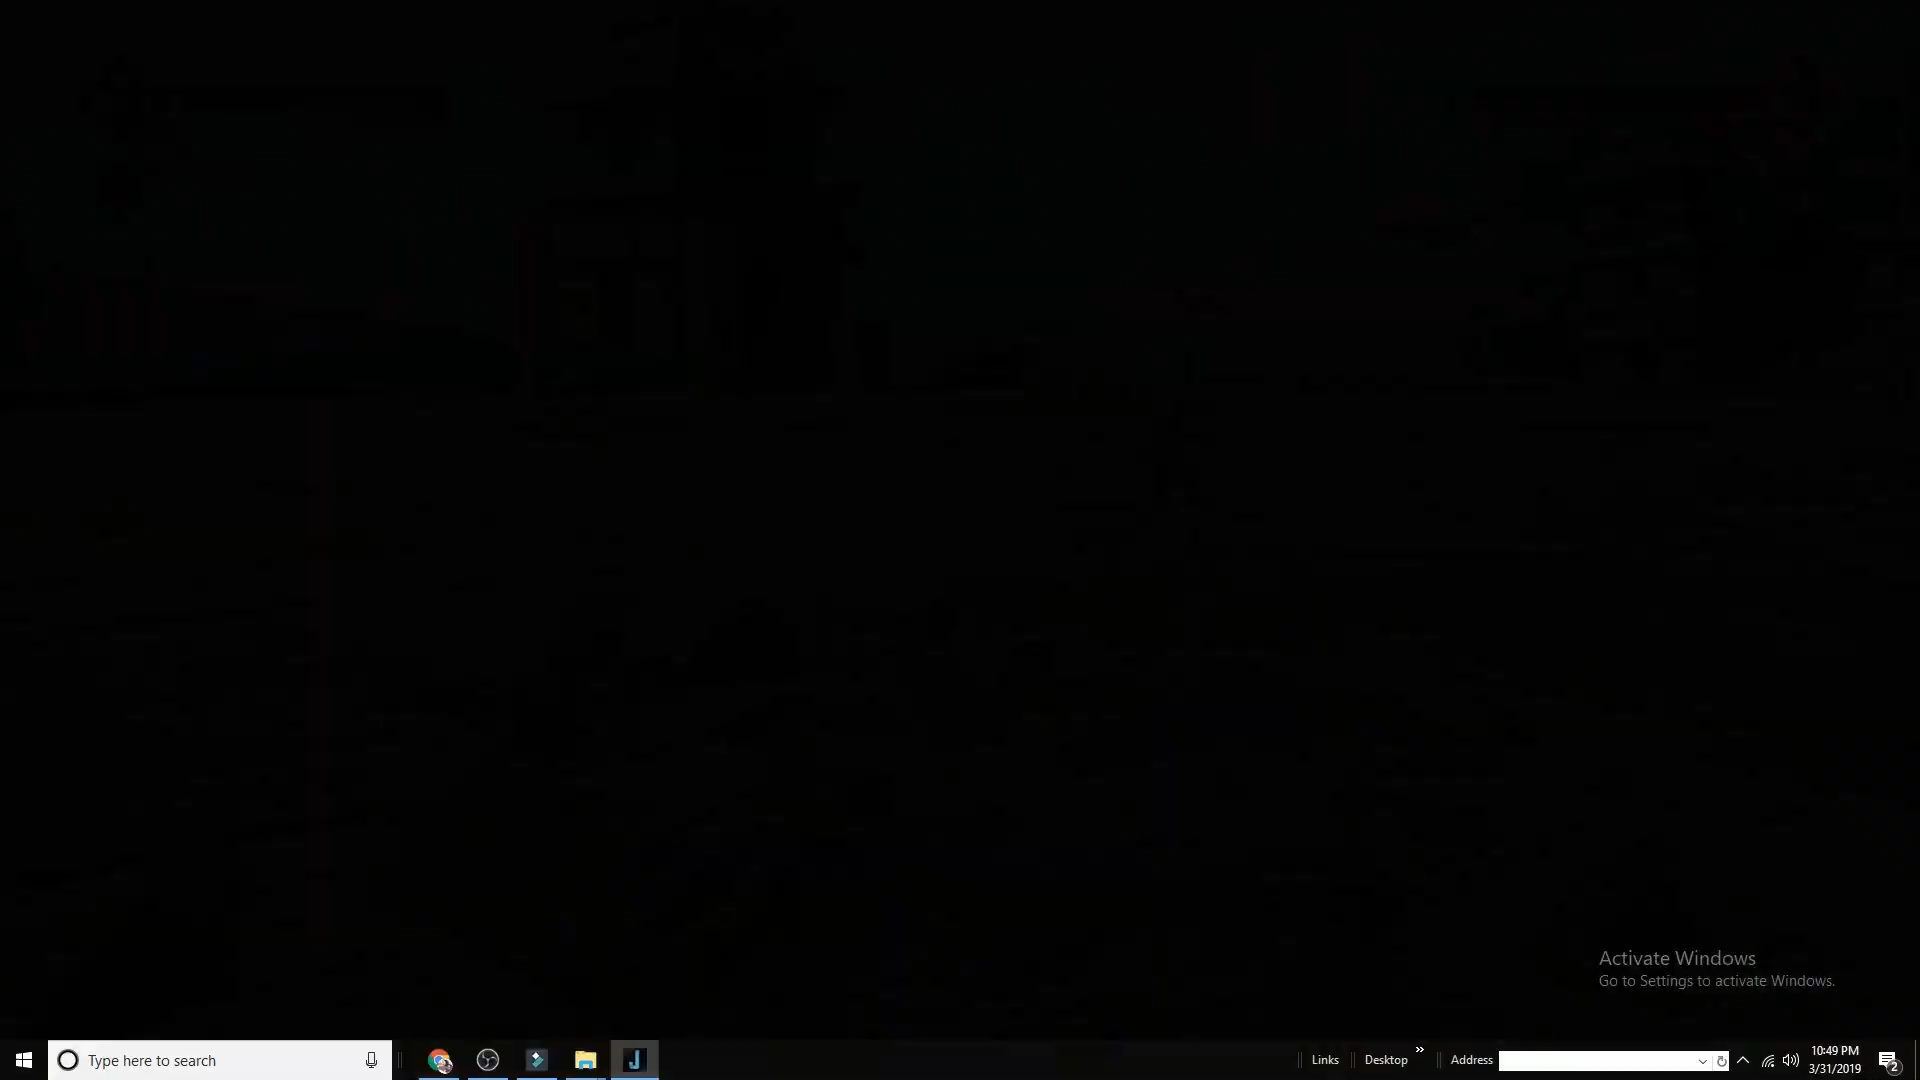 Activate Windows
Go to Settings to activate Windows.
Type here to search
J
Links
Desktop
»
Address
10:49 PM
3/31/2019
2